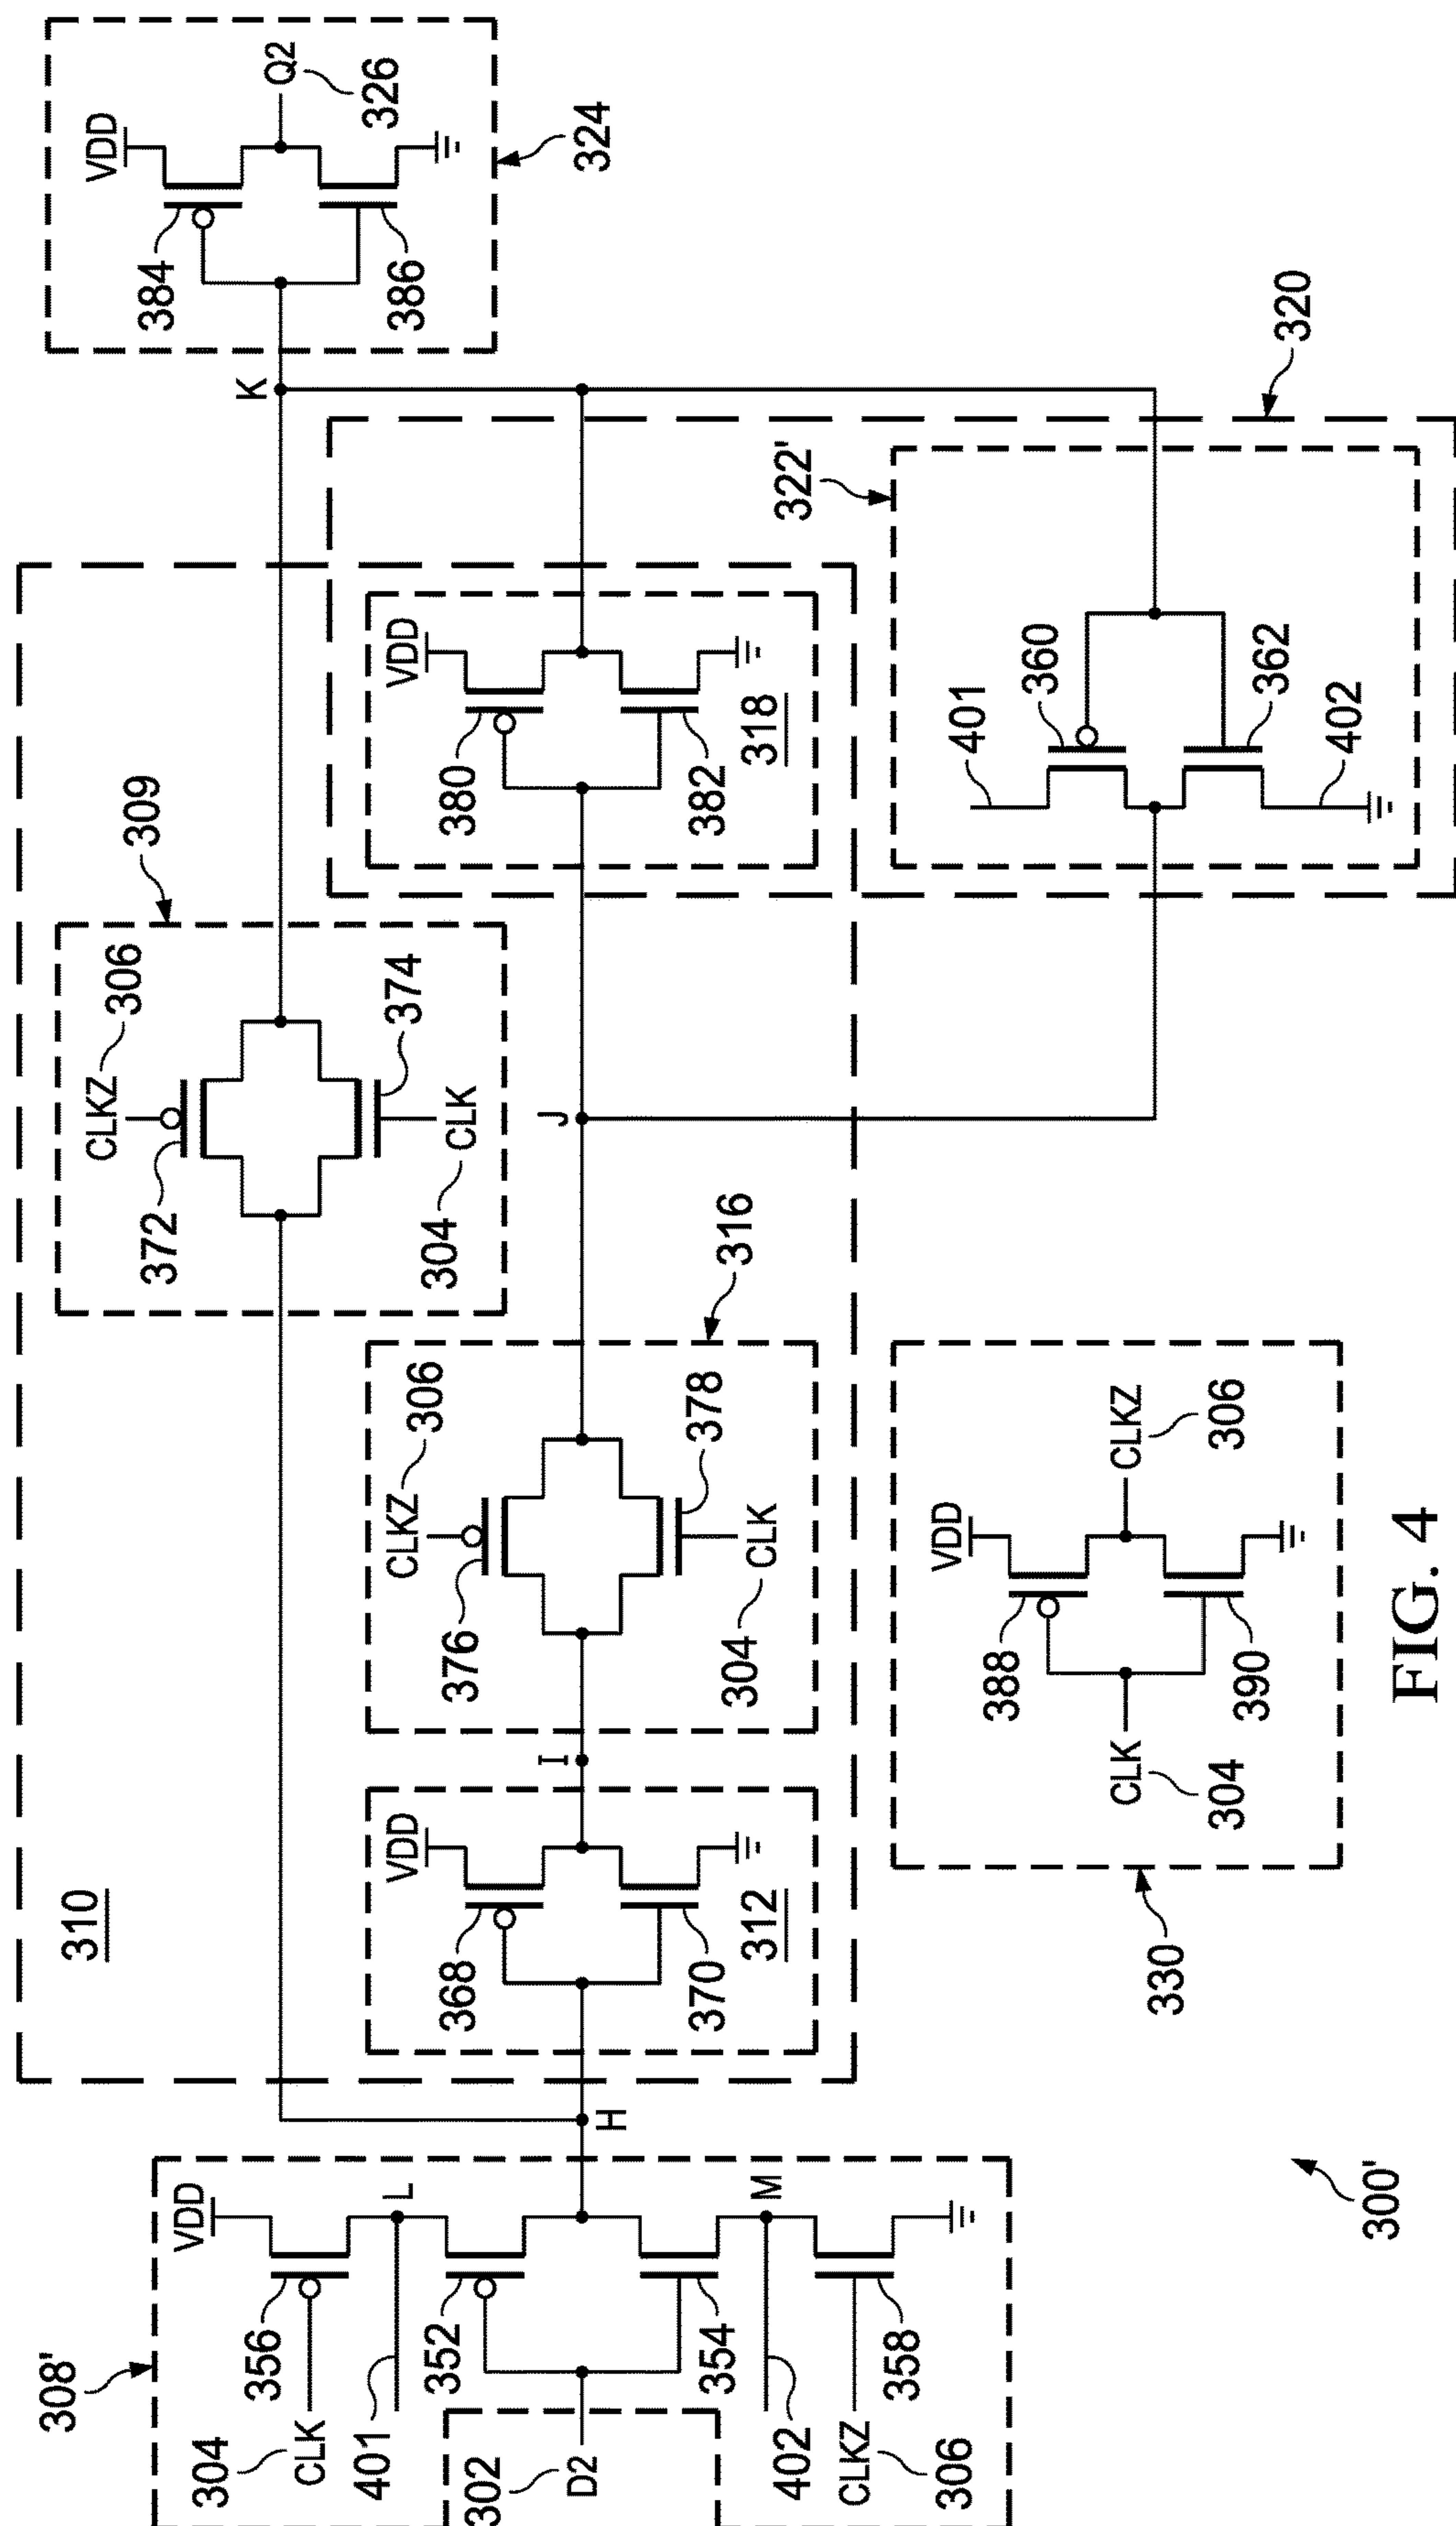 310
308'
VDD
356
304
CLK
401
L
352
302
D2
354
M
402
CLKZ
306
358
H
VDD
368
370
312
I
CLKZ
306
376
378
304
CLK
316
CLKZ
306
372
374
304
CLK
309
J
VDD
380
382
318
K
VDD
384
386
Q2
326
324
320
322'
401
360
362
402
330
VDD
388
390
CLK
304
CLKZ
306
300'
FIG. 4